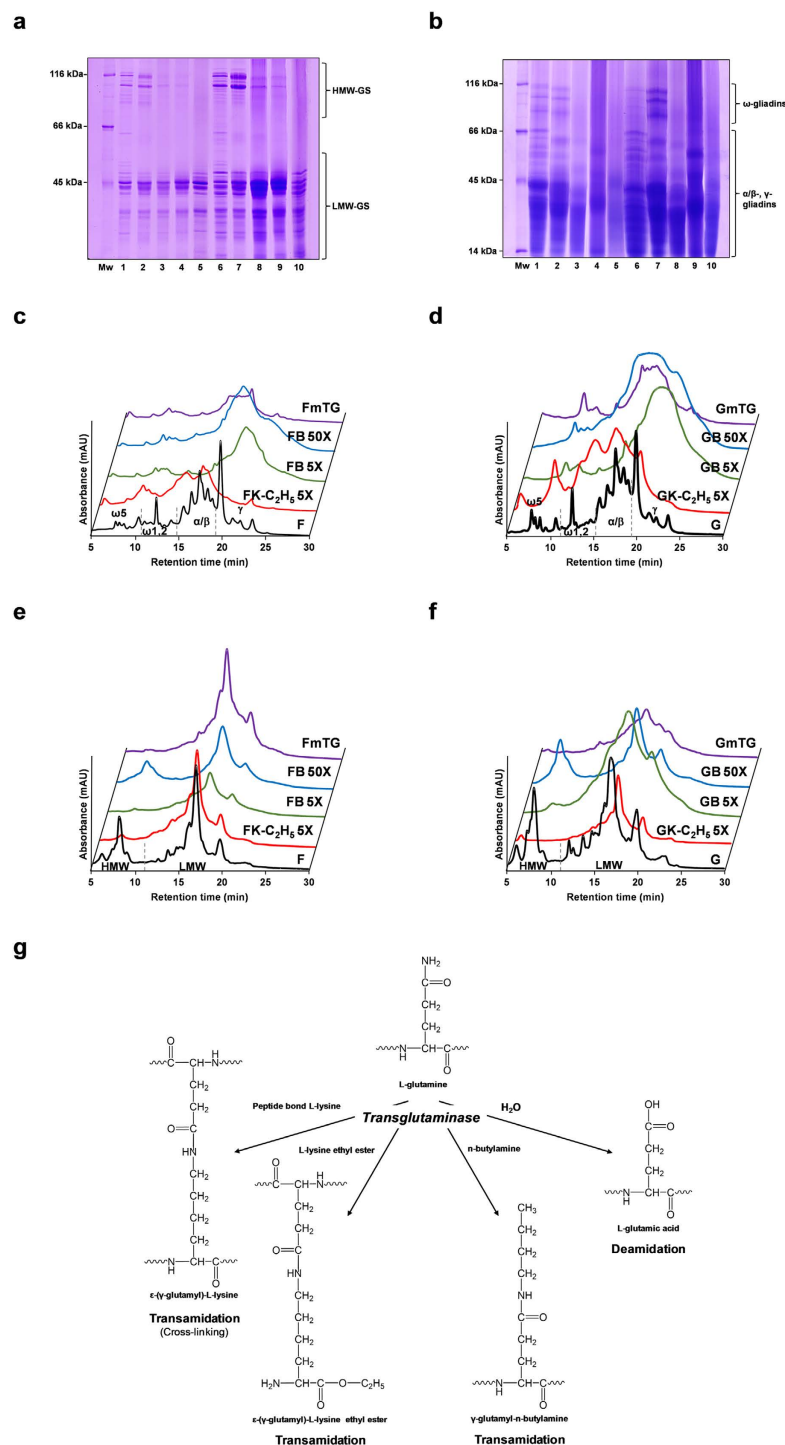 a
b
116 kDa
66 kDa
45 kDa
HMW-GS
LMW-GS
Mw 1 2 3 4 5 6 7 8 9 10
116 kDa
66 kDa
45 kDa
14 kDa
ω-gliadins
α/β-, γ-
gliadins
Mw 1 2 3 4 5 6 7 8 9 10
c
d
Absorbance (mAU)
FmTG
FB 50X
FB 5X
FK-C2H5 5X
F
ω5
ω1,2
α/β
γ
5 10 15 20 25 30
Retention time (min)
Absorbance (mAU)
GmTG
GB 50X
GB 5X
GK-C2H5 5X
G
ω5
ω1,2
α/β
γ
5 10 15 20 25 30
Retention time (min)
e
f
Absorbance (mAU)
FmTG
FB 50X
FB 5X
FK-C2H5 5X
F
HMW
LMW
5 10 15 20 25 30
Retention time (min)
Absorbance (mAU)
GmTG
GB 50X
GB 5X
GK-C2H5 5X
G
HMW
LMW
5 10 15 20 25 30
Retention time (min)
g
NH2
C=O
CH2
CH2
N—CH—C
H
O
L-glutamine
Transglutaminase
Peptide bond L-lysine
L-lysine ethyl ester
n-butylamine
H2O
O
H
C—CH—N
CH2
CH2
O=C
NH
CH2
CH2
CH2
CH2
N—CH—C
H
O
ε-(γ-glutamyl)-L-lysine
Transamidation
(Cross-linking)
O
H
C—CH—N
CH2
CH2
O=C
NH
CH2
CH2
CH2
CH2
H2N—CH—C—O—C2H5
O
ε-(γ-glutamyl)-L-lysine ethyl ester
Transamidation
CH3
CH2
CH2
CH2
NH
C=O
CH2
CH2
N—CH—C
H
O
γ-glutamyl-n-butylamine
Transamidation
OH
C=O
CH2
CH2
N—CH—C
H
O
L-glutamic acid
Deamidation